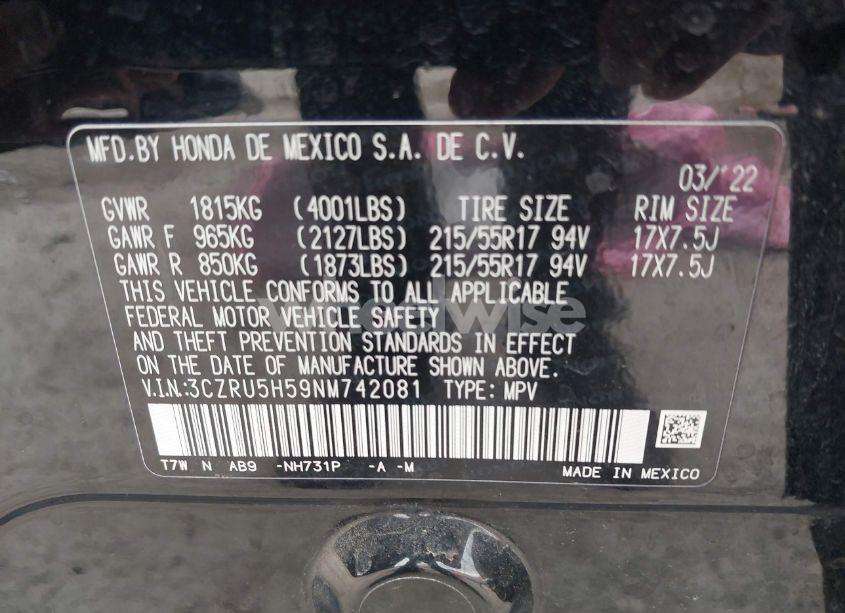 MFD.BY HONDA DE MEXICO S.A. DE C.V.
03/'22
GVWR 1815KG (4001LBS) TIRE SIZE RIM SIZE
GAWR F 965KG (2127LBS) 215/55R17 94V 17X7.5J
GAWR R 850KG (1873LBS) 215/55R17 94V 17X7.5J
THIS VEHICLE CONFORMS TO ALL APPLICABLE
FEDERAL MOTOR VEHICLE SAFETY
AND THEFT PREVENTION STANDARDS IN EFFECT
ON THE DATE OF MANUFACTURE SHOWN ABOVE.
V.I.N.:3CZRU5H59NM742081 TYPE: MPV
T7W N AB9 -NH731P -A -M
MADE IN MEXICO